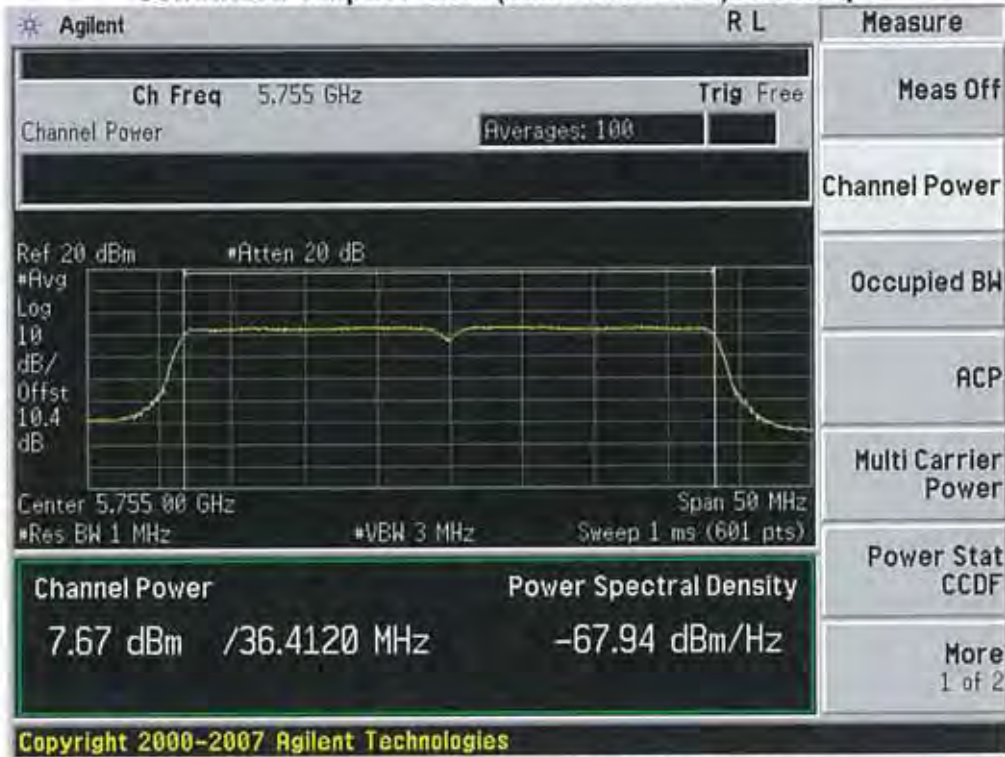 Agilent R L Measure
Ch Freq 5.755 GHz Trig Free
Channel Power Averages: 100
Meas Off
Channel Power
Occupied BW
ACP
Multi Carrier
Power
Power Stat
CCDF
More
1 of 2
Ref 20 dBm #Atten 20 dB
#Avg
Log
10
dB/
Offst
10.4
dB
Center 5.755 00 GHz Span 50 MHz
#Res BW 1 MHz #VBW 3 MHz Sweep 1 ms (601 pts)
Channel Power Power Spectral Density
7.67 dBm /36.4120 MHz -67.94 dBm/Hz
Copyright 2000-2007 Agilent Technologies